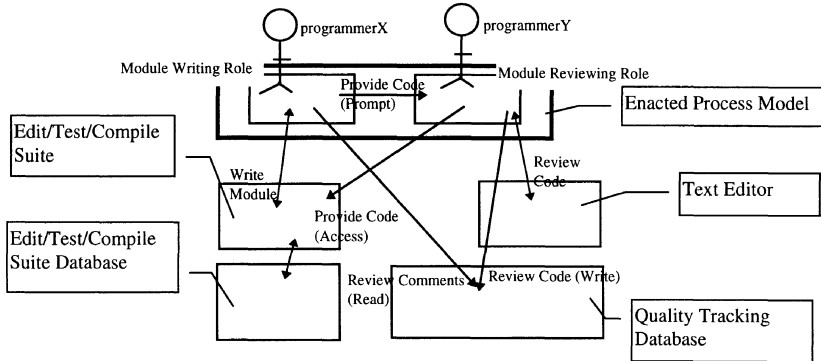 programmerX
programmerY
Module Writing Role
Module Reviewing Role
Provide Code
(Prompt)
Enacted Process Model
Edit/Test/Compile
Suite
Write
Module
Review
Code
Text Editor
Provide Code
(Access)
Edit/Test/Compile
Suite Database
Review Comments
(Read)
Review Code (Write)
Quality Tracking
Database